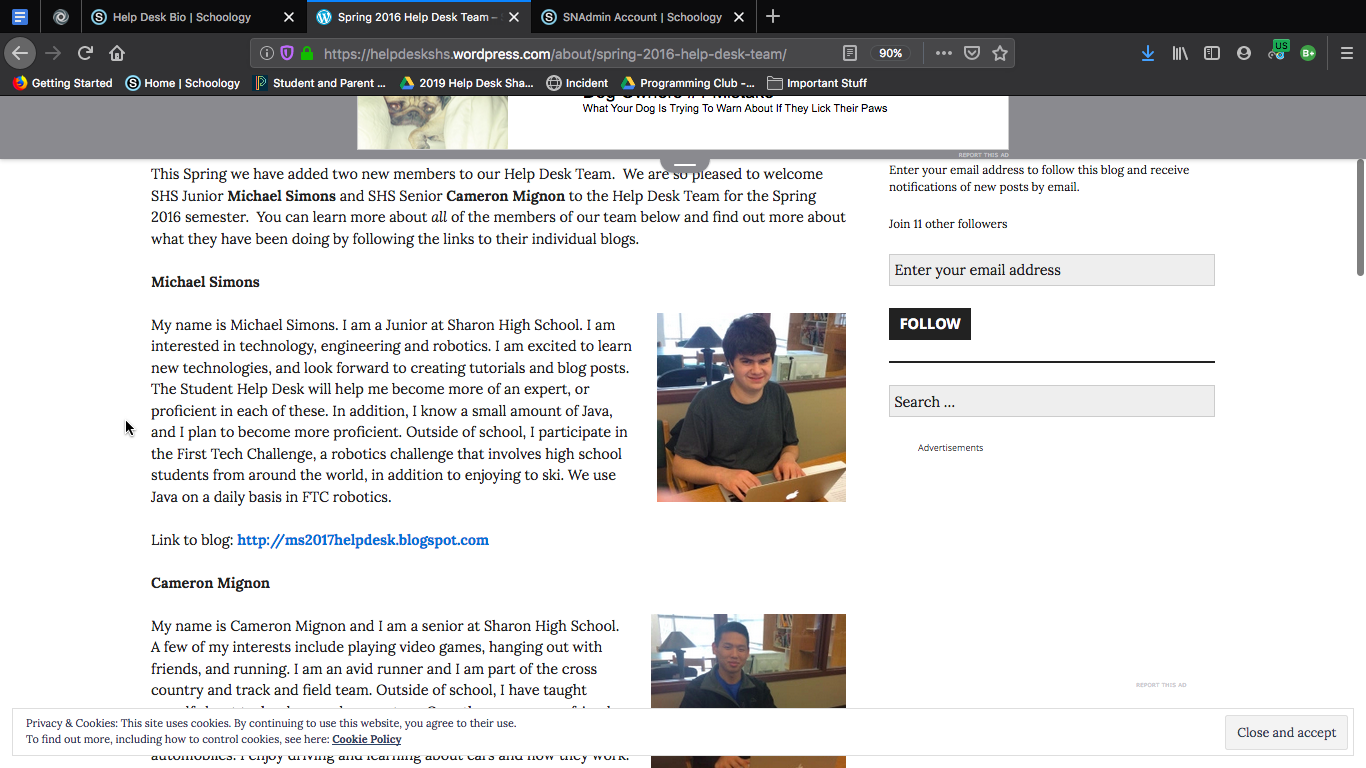 Help Desk Bio | Schoology
Spring 2016 Help Desk Team –
SNAdmin Account | Schoology
https://helpdeskshs.wordpress.com/about/spring-2016-help-desk-team/
90%
US
B+
Getting Started
Home | Schoology
Student and Parent ...
2019 Help Desk Sha...
Incident
Programming Club -...
Important Stuff
What Your Dog Is Trying To Warn About If They Lick Their Paws
REPORT THIS AD
This Spring we have added two new members to our Help Desk Team. We are so pleased to welcome
SHS Junior Michael Simons and SHS Senior Cameron Mignon to the Help Desk Team for the Spring
2016 semester. You can learn more about all of the members of our team below and find out more about
what they have been doing by following the links to their individual blogs.
Michael Simons
My name is Michael Simons. I am a Junior at Sharon High School. I am
interested in technology, engineering and robotics. I am excited to learn
new technologies, and look forward to creating tutorials and blog posts.
The Student Help Desk will help me become more of an expert, or
proficient in each of these. In addition, I know a small amount of Java,
and I plan to become more proficient. Outside of school, I participate in
the First Tech Challenge, a robotics challenge that involves high school
students from around the world, in addition to enjoying to ski. We use
Java on a daily basis in FTC robotics.
Link to blog: http://ms2017helpdesk.blogspot.com
Cameron Mignon
My name is Cameron Mignon and I am a senior at Sharon High School.
A few of my interests include playing video games, hanging out with
friends, and running. I am an avid runner and I am part of the cross
country and track and field team. Outside of school, I have taught
automobiles. I enjoy driving and learning about cars and how they work.
Enter your email address to follow this blog and receive
notifications of new posts by email.
Join 11 other followers
Enter your email address
FOLLOW
Search ...
Advertisements
REPORT THIS AD
Privacy & Cookies: This site uses cookies. By continuing to use this website, you agree to their use.
To find out more, including how to control cookies, see here: Cookie Policy
Close and accept